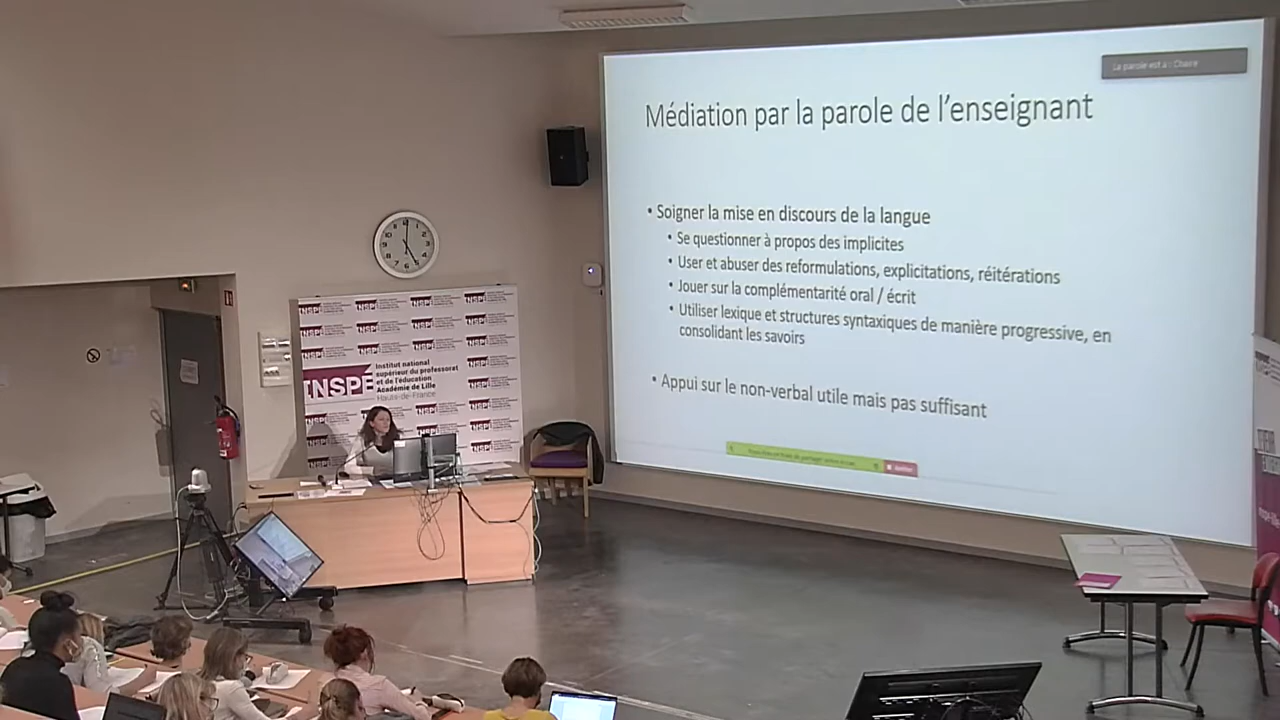 La parole est à : Chaire
Médiation par la parole de l'enseignant
• Soigner la mise en discours de la langue
• Se questionner à propos des implicites
• User et abuser des reformulations, explicitations, réitérations
• Jouer sur la complémentarité oral / écrit
• Utiliser lexique et structures syntaxiques de manière progressive, en
consolidant les savoirs
• Appui sur le non-verbal utile mais pas suffisant
INSPÉ
Institut national
supérieur du professorat
et de l'éducation
Académie de Lille
Hauts-de-France